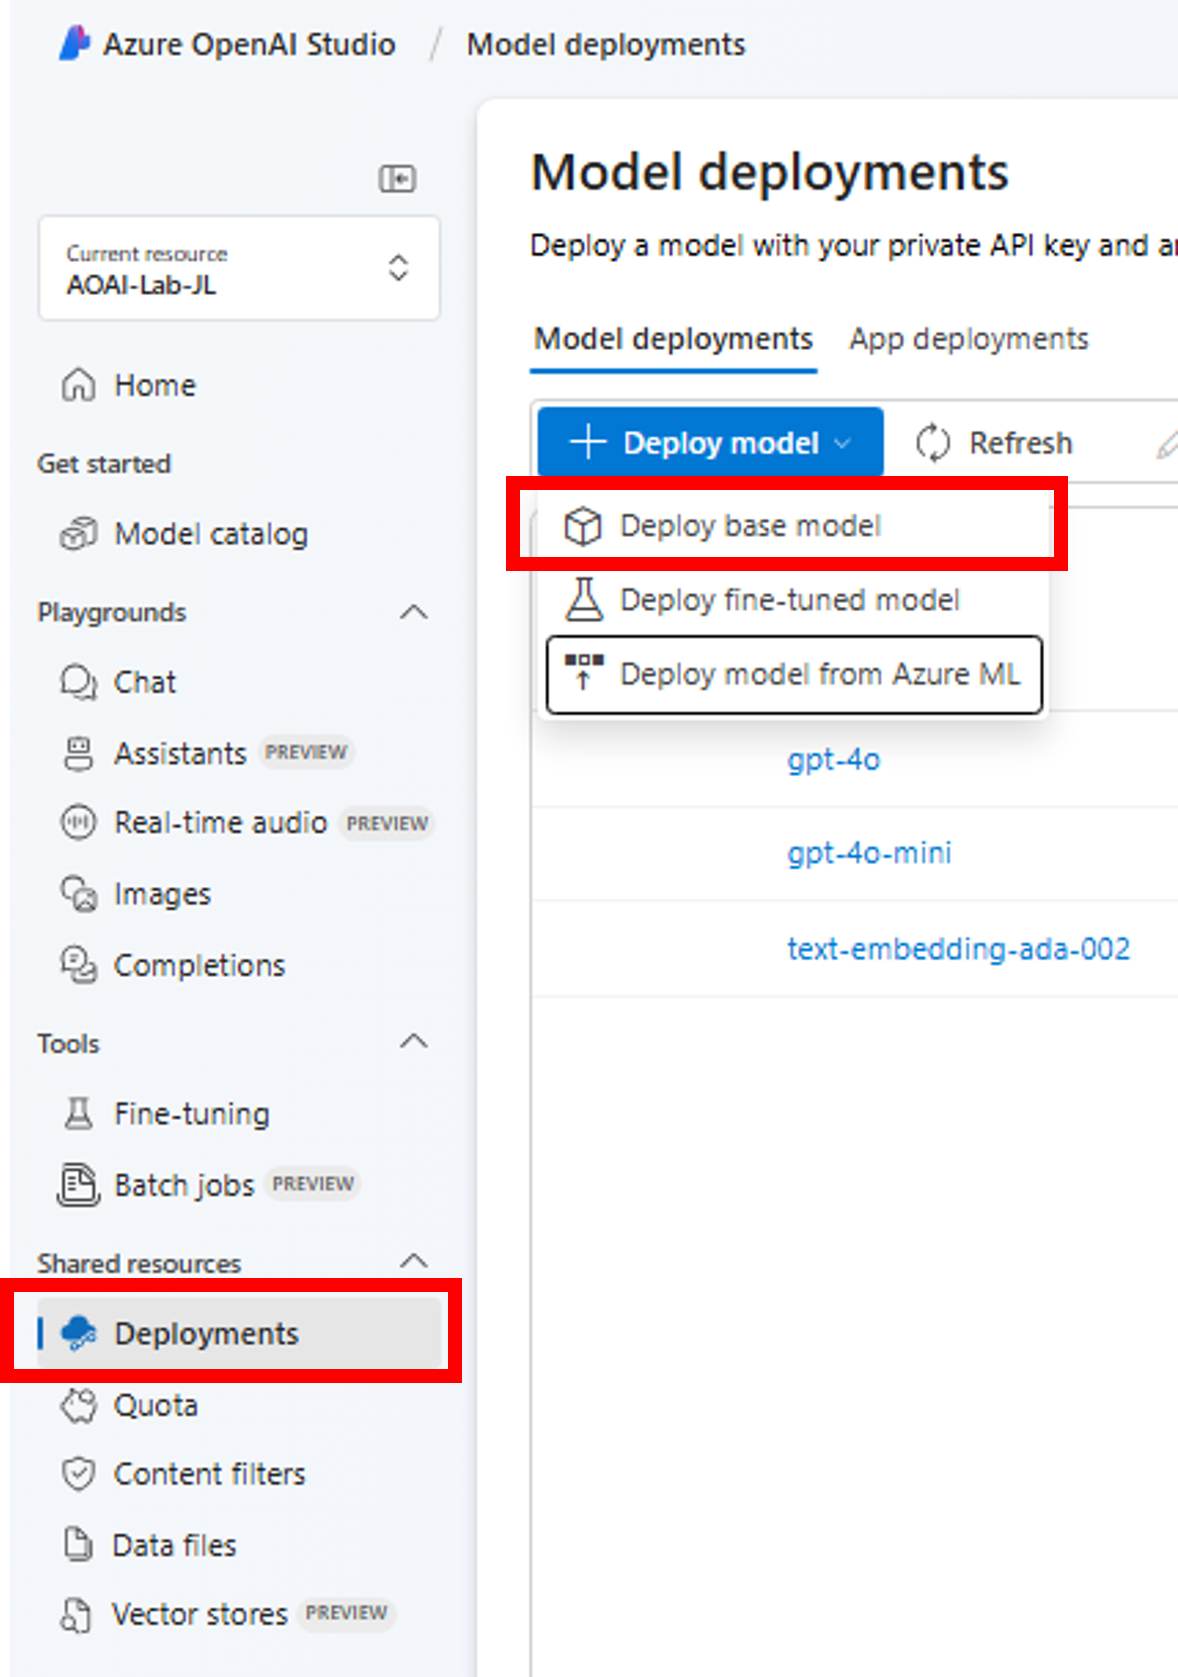 Azure OpenAI Studio / Model deployments
Current resource
AOAI-Lab-JL
Home
Get started
Model catalog
Playgrounds
Chat
Assistants PREVIEW
Real-time audio PREVIEW
Images
Completions
Tools
Fine-tuning
Batch jobs PREVIEW
Shared resources
Deployments
Quota
Content filters
Data files
Vector stores PREVIEW
Model deployments
Deploy a model with your private API key and
Model deployments App deployments
Deploy model Refresh
Deploy base model
Deploy fine-tuned model
Deploy model from Azure ML
gpt-4o
gpt-4o-mini
text-embedding-ada-002